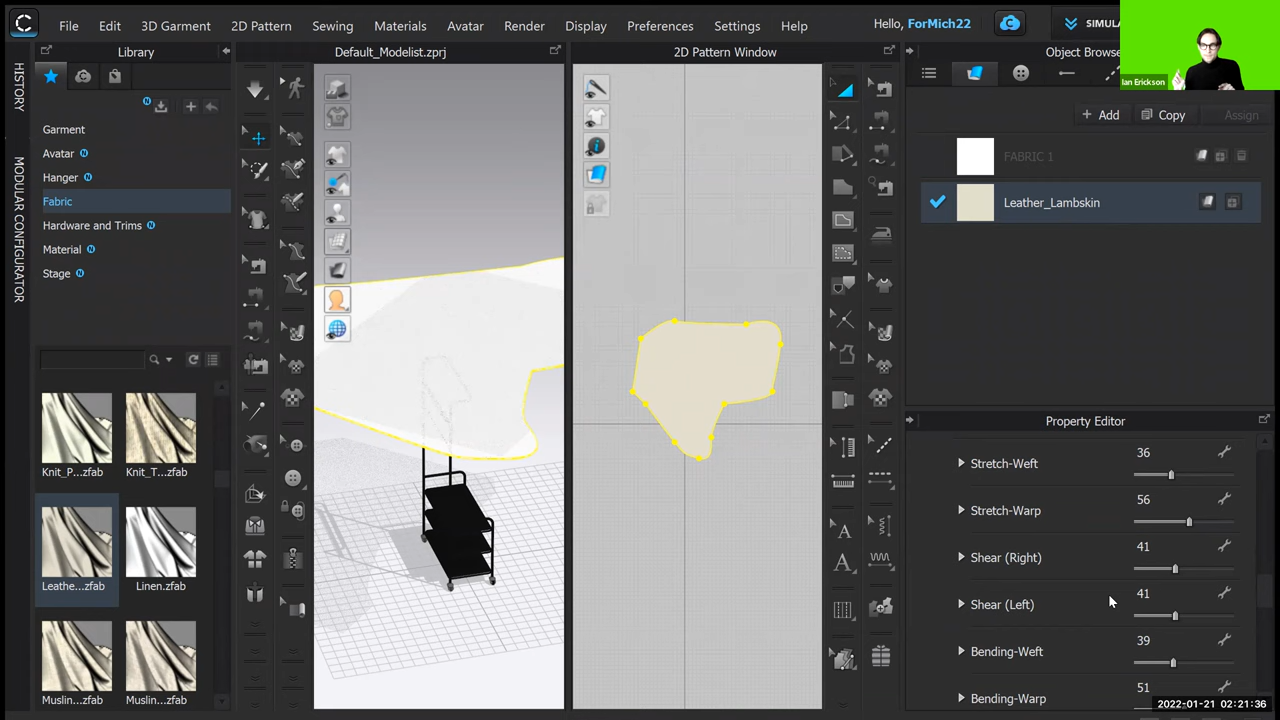 File Edit 3D Garment 2D Pattern Sewing Materials Avatar Render Display Preferences Settings Help Hello, ForMich22 SIMULA
Library
Default_Modelist.zprj
2D Pattern Window
Object Browse
Ian Erickson
HISTORY
MODULAR CONFIGURATOR
Garment
Avatar N
Hanger N
Fabric
Hardware and Trims N
Material N
Stage N
Knit_P...zfab
Knit_T...zfab
Leathe...zfab
Linen.zfab
Muslin...zfab
Muslin...zfab
+ Add
Copy
Assign
FABRIC 1
Leather_Lambskin
Property Editor
Stretch-Weft 36
Stretch-Warp 56
Shear (Right) 41
Shear (Left) 41
Bending-Weft 39
Bending-Warp 51
2022-01-21 02:21:36